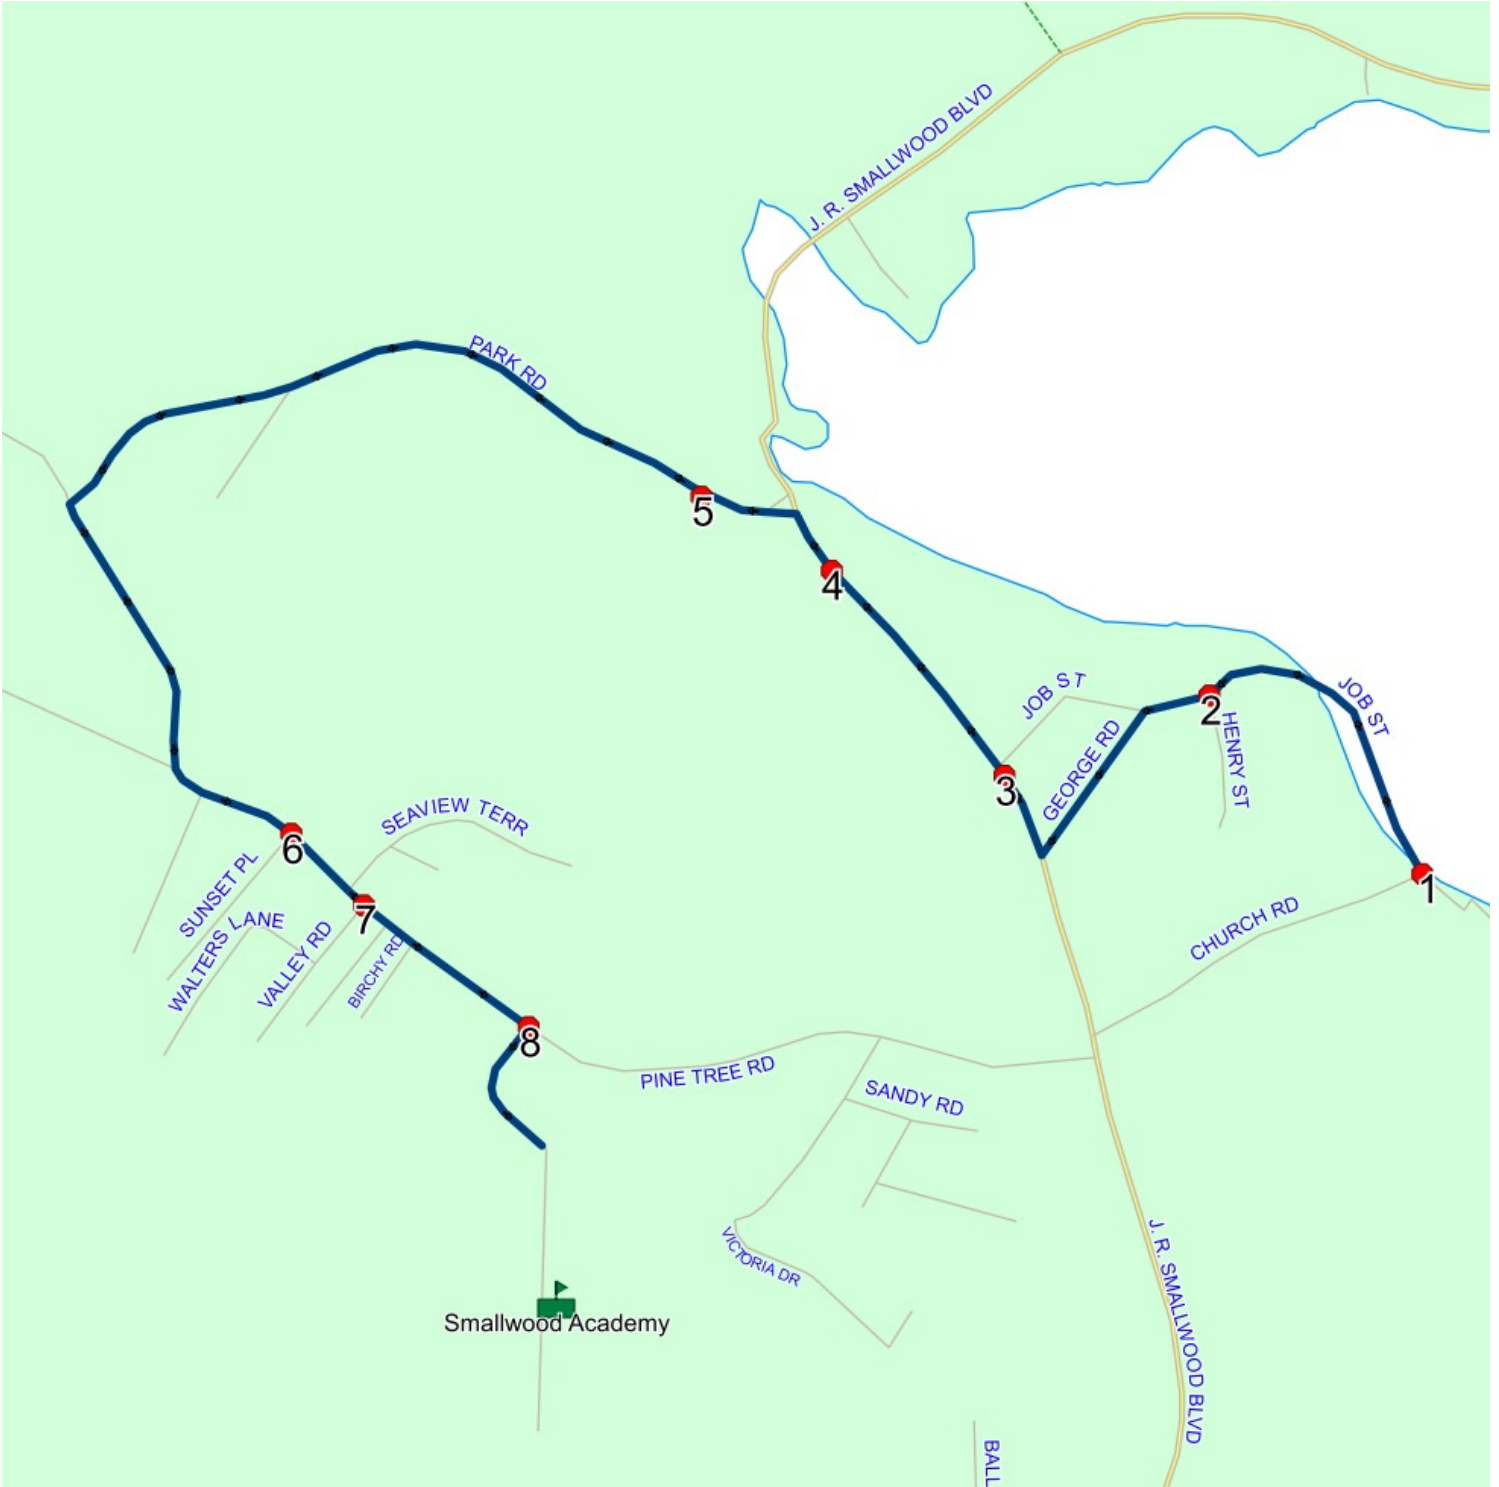 J. R. SMALLWOOD BLVD
PARK RD
5
4
JOB ST
JOB ST
2
HENRY ST
GEORGE RD
3
SEAVIEW TERR
6
SUNSET PL
1
7
WALTERS LANE
VALLEY RD
BIRCHY RD
CHURCH RD
8
PINE TREE RD
SANDY RD
VICTORIA DR
J. R. SMALLWOOD BLVD
Smallwood Academy
BALL